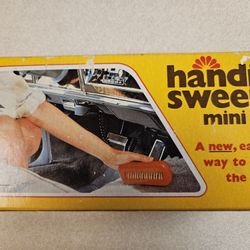 handi
sweep
mini
A new, ea
way to
the